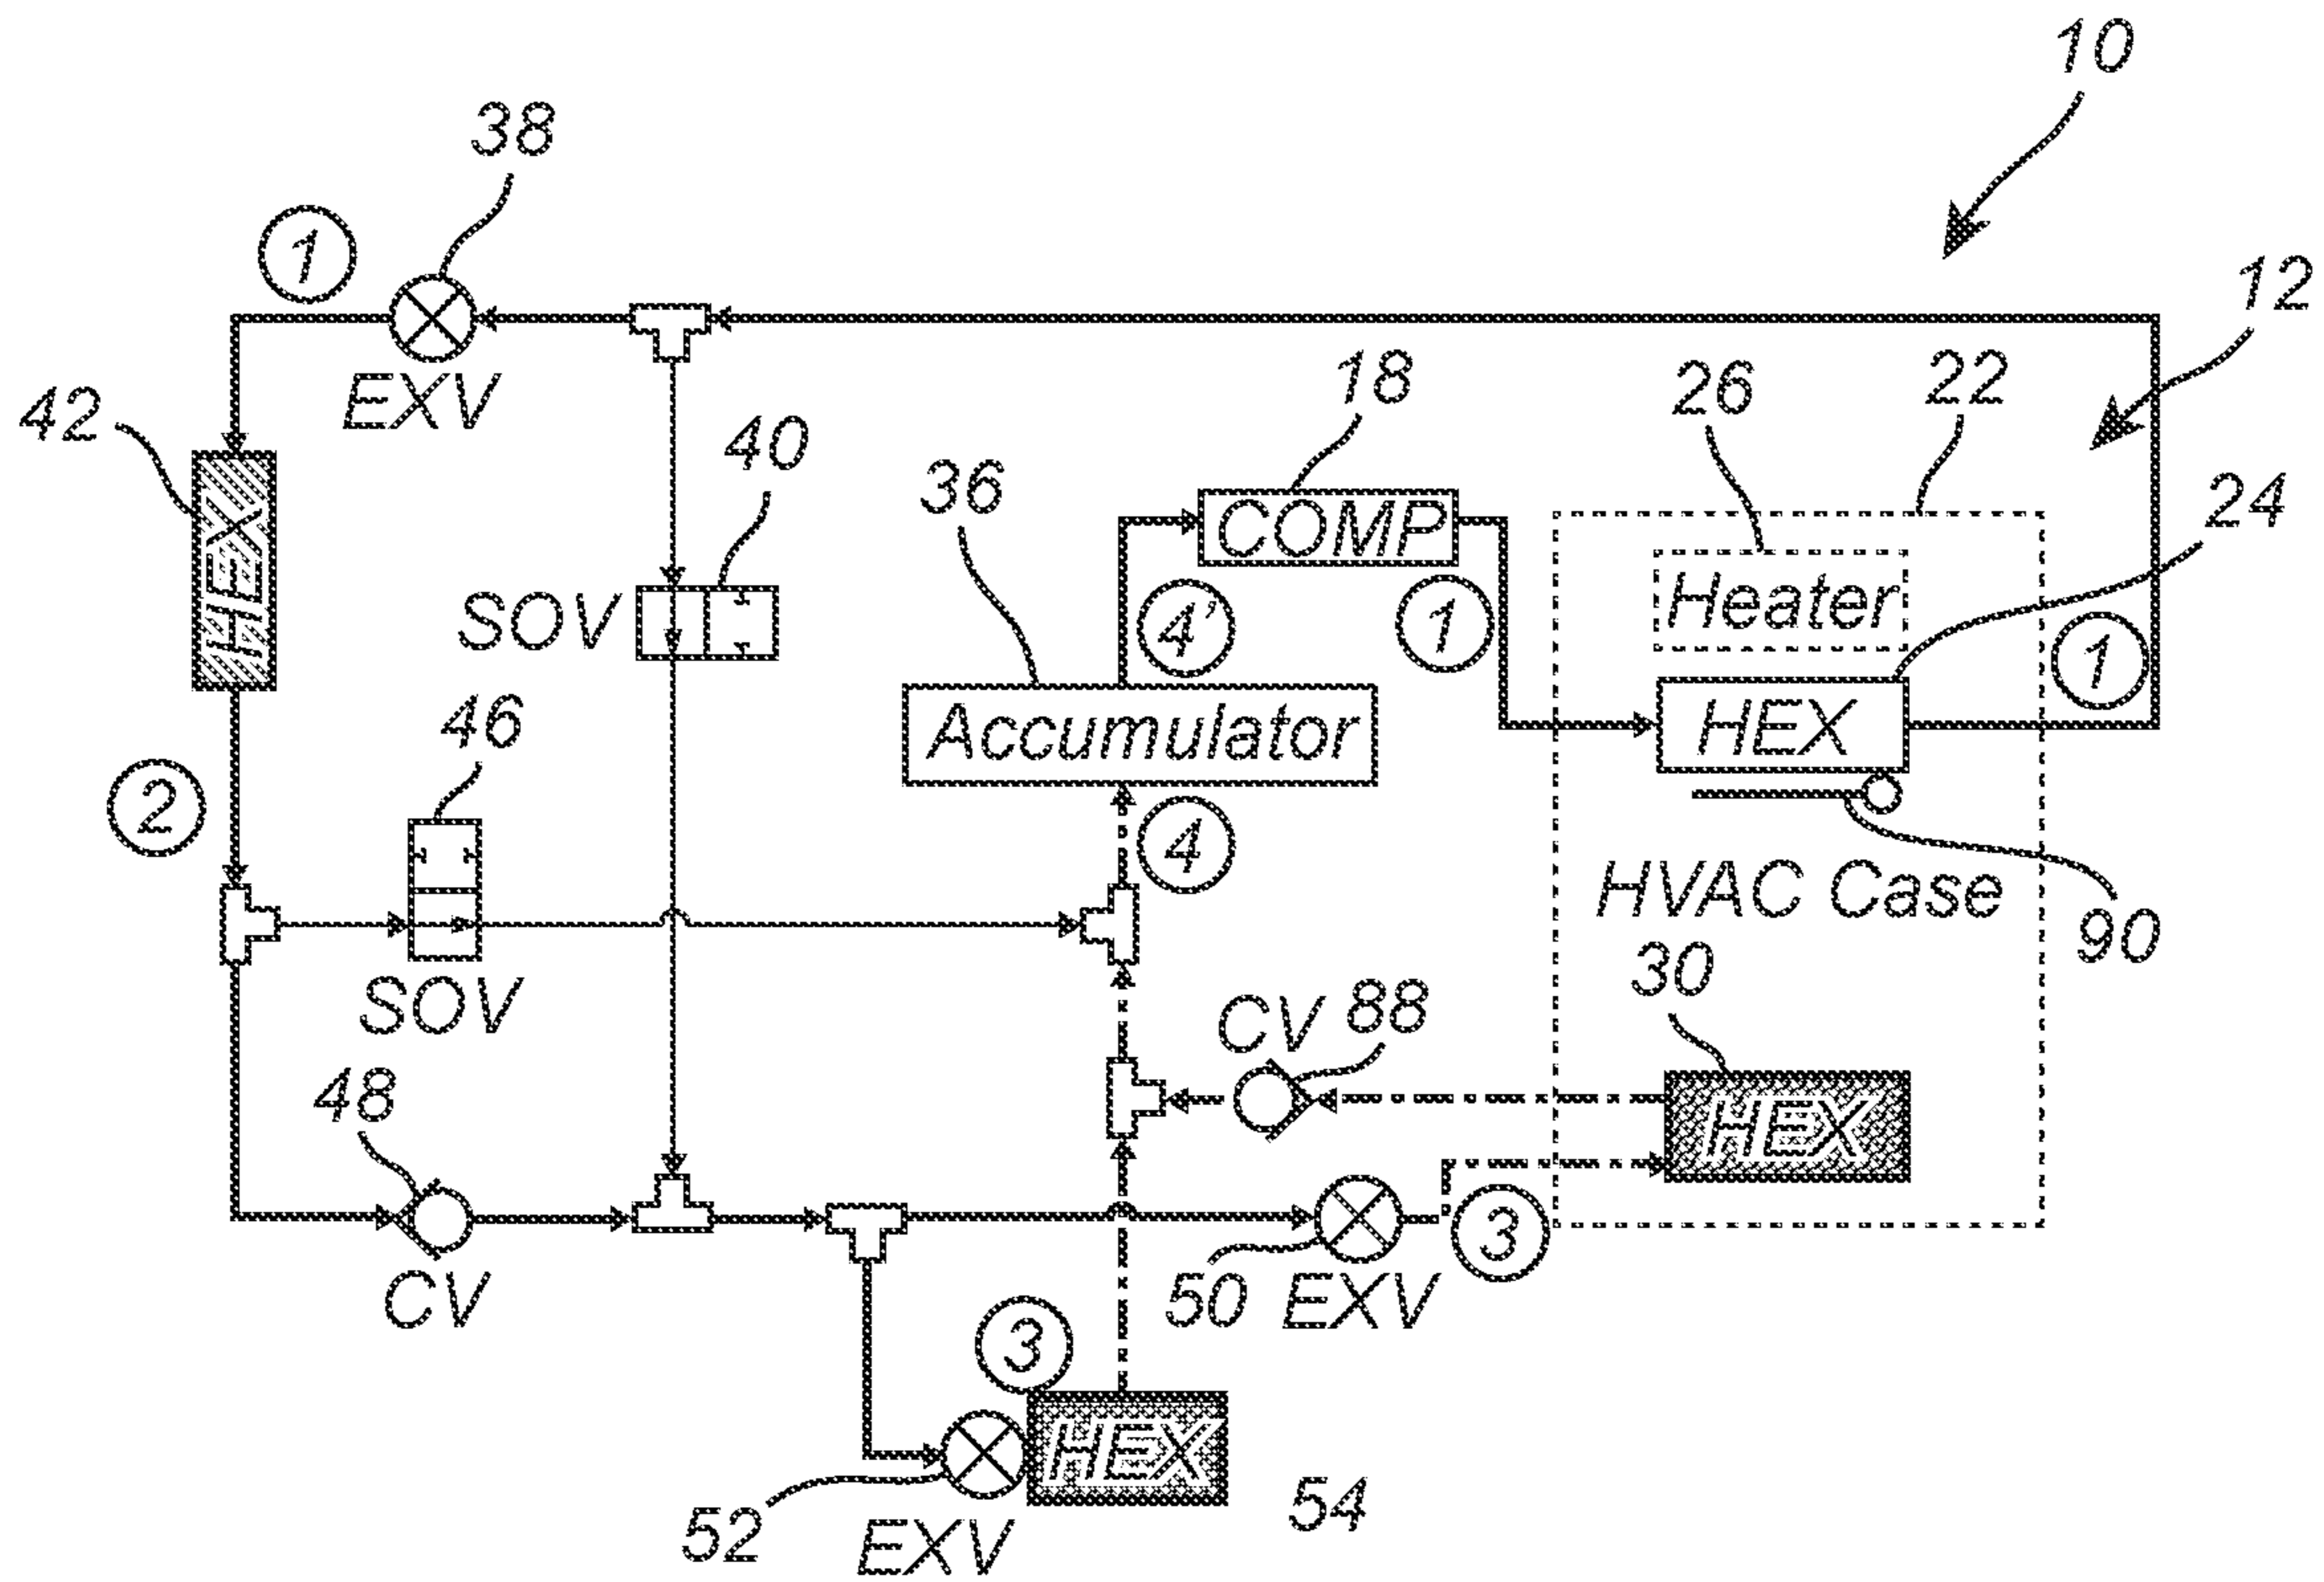 10
38
1
12
EXV
18
26
22
42
40
36
24
COMP
HEX
SOV
4'
1
Heater
1
46
Accumulator
HEX
2
4
HVAC Case
90
SOV
30
CV 88
48
HEX
3
CV
50 EXV
3
HEX
52
EXV
54